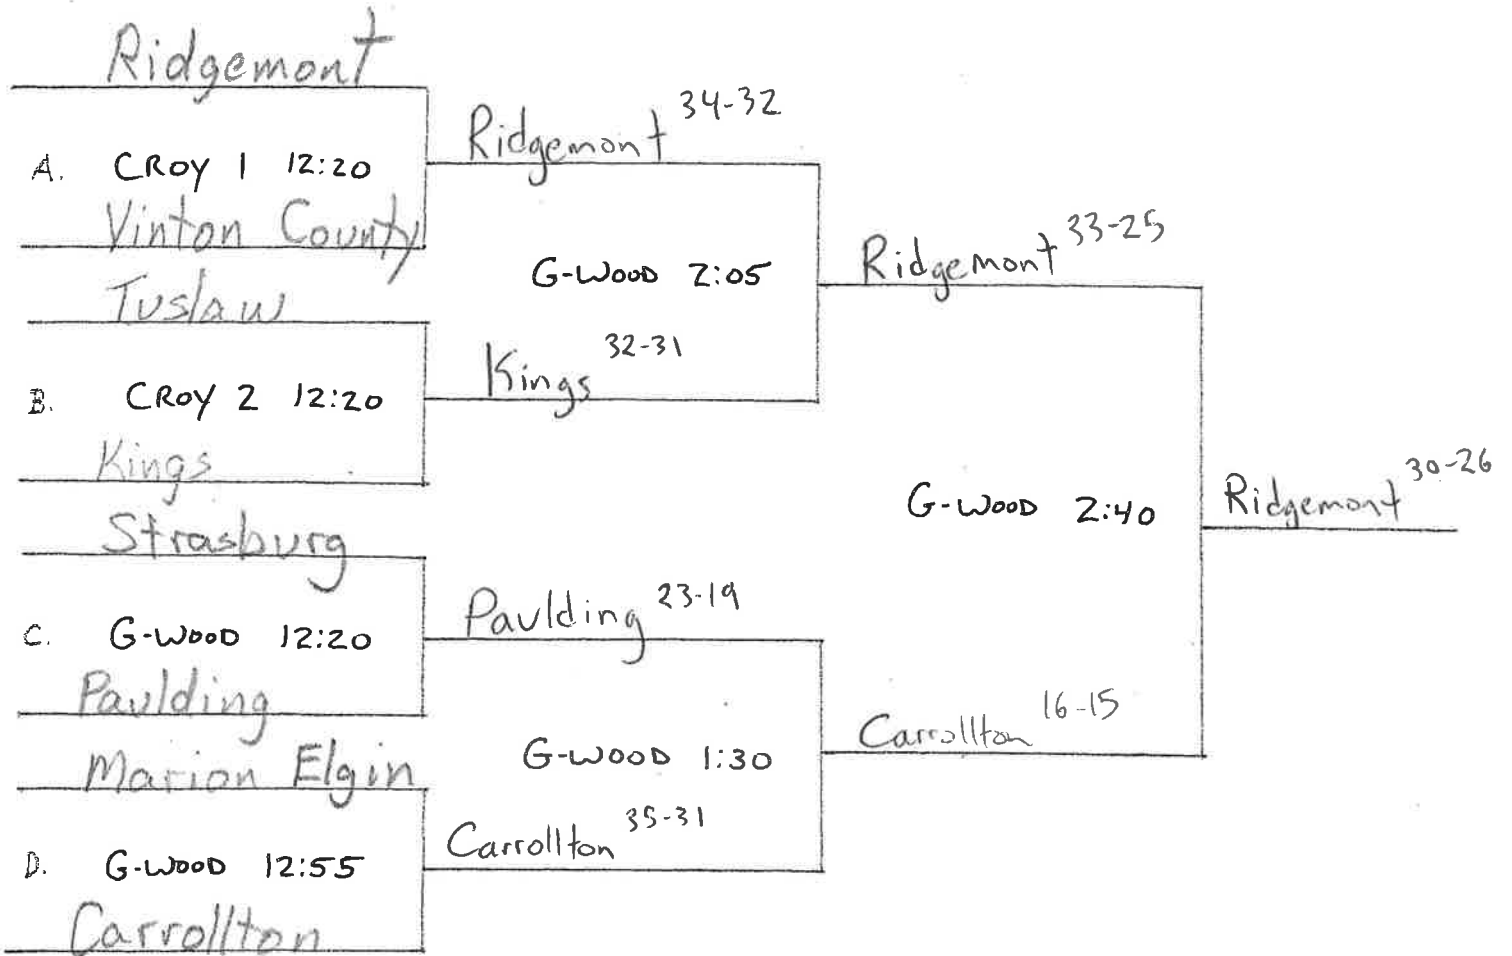 Ridgemont
Ridgemont 34-32
A. CROY 1 12:20
Vinton County
Ridgemont 33-25
G-WOOD 2:05
Tuslaw
Kings 32-31
B. CROY 2 12:20
Kings
Ridgemont 30-26
G-WOOD 2:40
Strasburg
Paulding 23-19
C. G-WOOD 12:20
Paulding
Carrollton 16-15
G-WOOD 1:30
Marion Elgin
Carrollton 35-31
D. G-WOOD 12:55
Carrollton